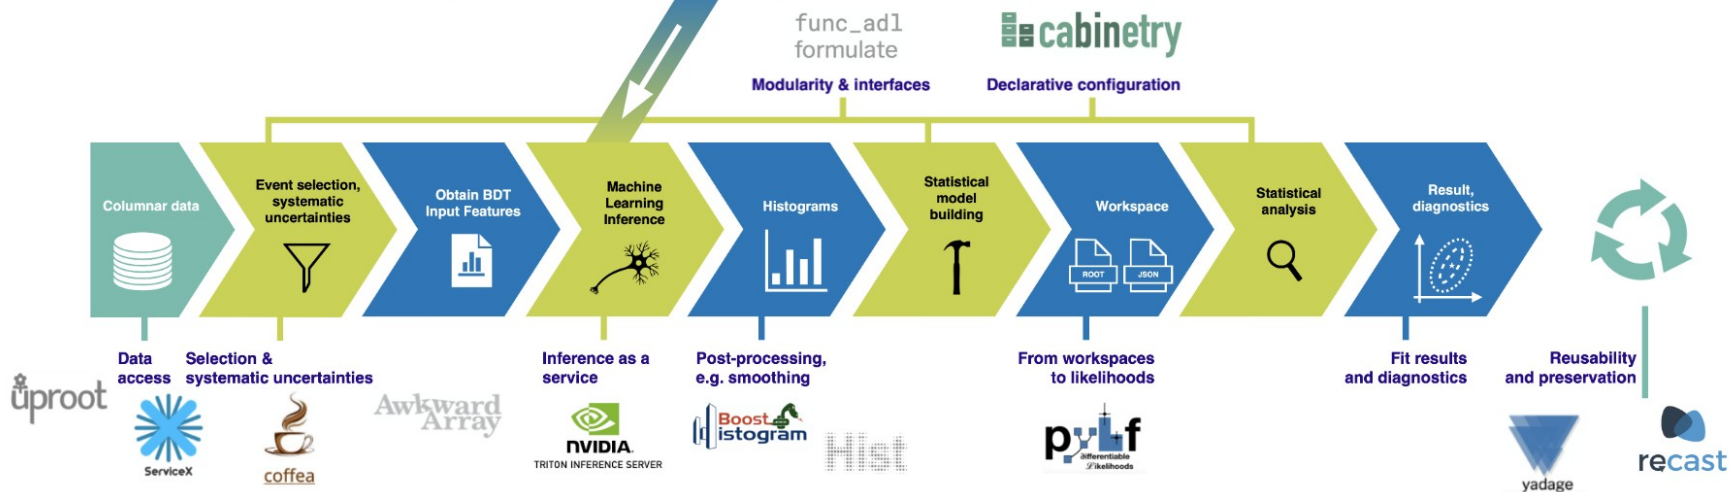 func_adl
formulate
cabinetry
Modularity & interfaces
Declarative configuration
Columnar data
Event selection,
systematic
uncertainties
Obtain BDT
Input Features
Machine
Learning
Inference
Histograms
Statistical
model
building
Workspace
ROOT
JSON
Statistical
analysis
Result,
diagnostics
Data
access
Selection &
systematic uncertainties
Inference as a
service
Post-processing,
e.g. smoothing
From workspaces
to likelihoods
Fit results
and diagnostics
Reusability
and preservation
uproot
ServiceX
coffea
Awkward
Array
NVIDIA.
TRITON INFERENCE SERVER
Boost
Histogram
Hist
pyhf
differentiable
Likelihoods
yadage
recast